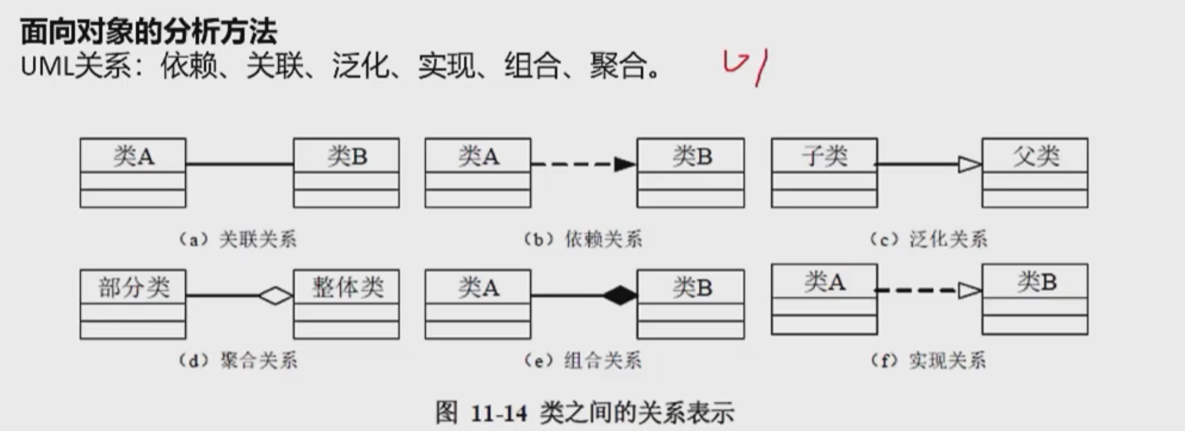 面向对象的分析方法
UML关系：依赖、关联、泛化、实现、组合、聚合。
类A 类B 类A 类B 子类 父类
（a）关联关系 （b）依赖关系 （c）泛化关系
部分类 整体类 类A 类B 类A 类B
（d）聚合关系 （e）组合关系 （f）实现关系
图 11-14 类之间的关系表示